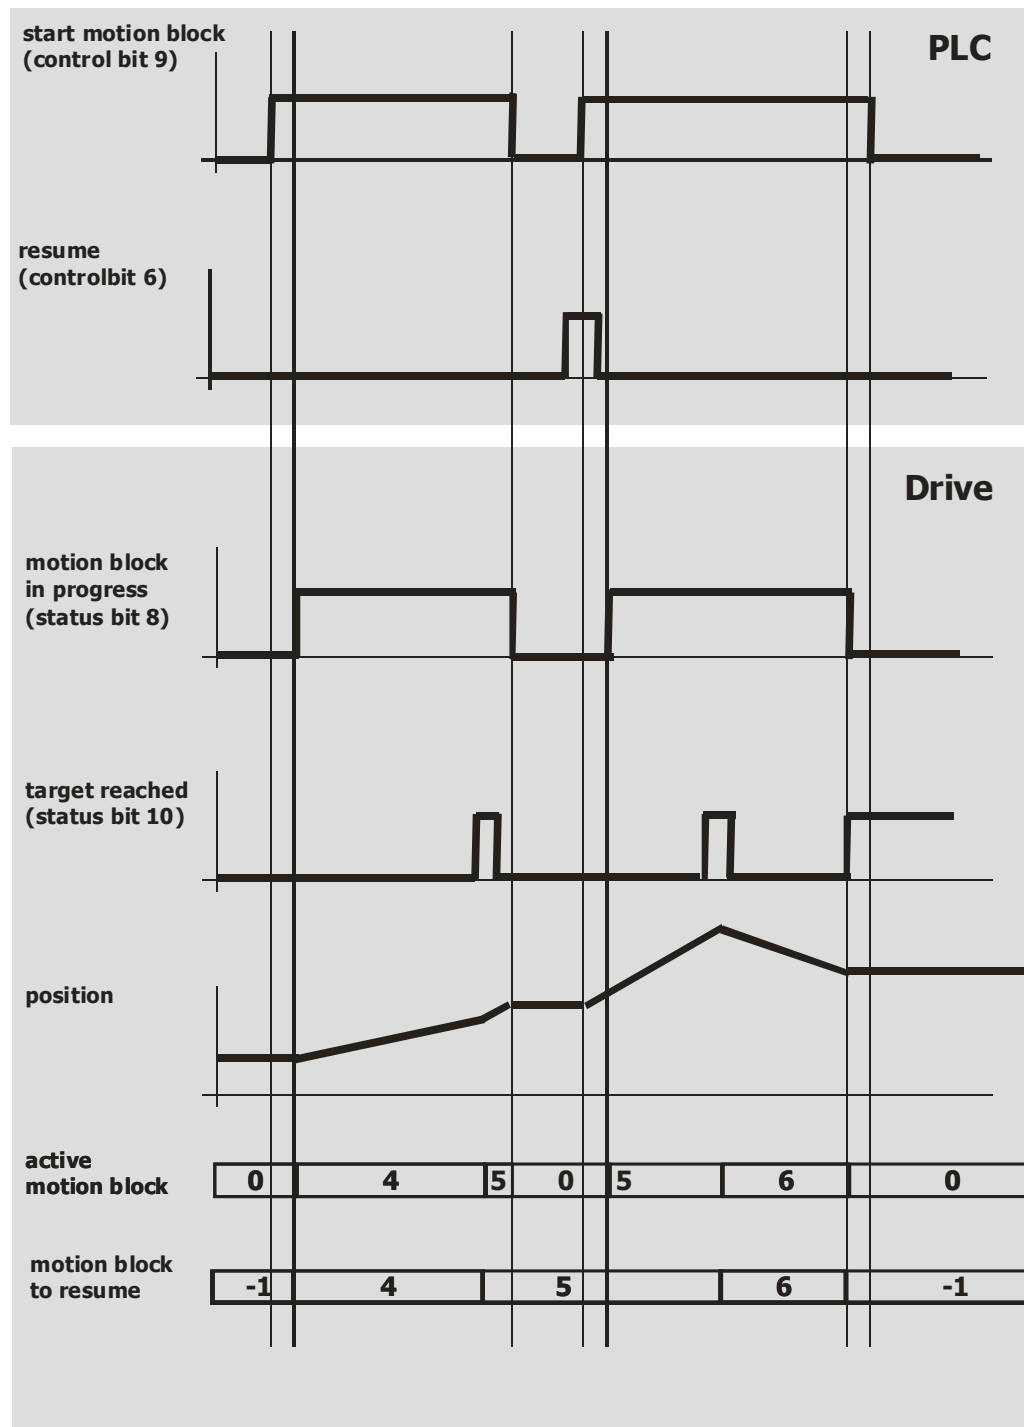 start motion block
(control bit 9)
PLC
resume
(controlbit 6)
Drive
motion block
in progress
(status bit 8)
target reached
(status bit 10)
position
active
motion block
0 4 5 0 5 6 0
motion block
to resume
-1 4 5 6 -1